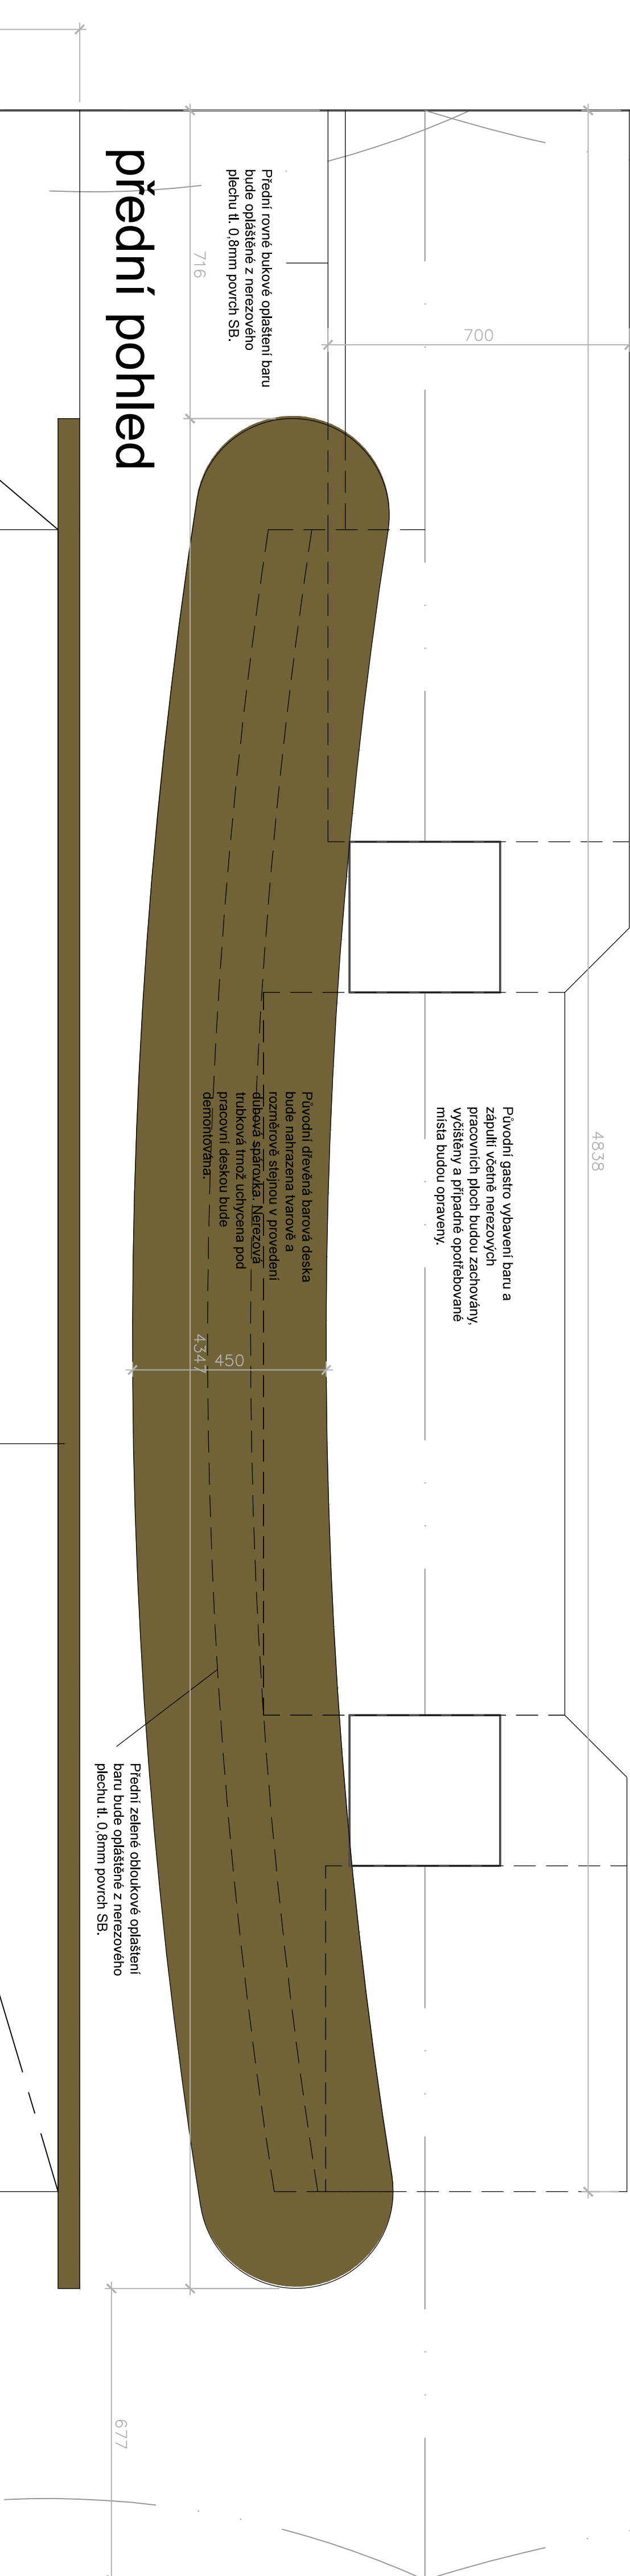 přední pohled
Přední rovné bukové oplaštění baru
bude opláštěné z nerezového
plechu tl. 0,8mm povrch SB.
716
700
Původní gastro vybavení baru a
zápultí včetně nerezových
pracovních ploch budou zachovány,
vyčištěny a případné opotřebované
místa budou opraveny.
4838
Původní dřevěná barová deska
bude nahrazena tvarově a
rozměrově stejnou v provedení
dubová spárovka. Nerezová
trubková trnož uchycena pod
pracovní deskou bude
demontována.
4347
450
Přední zelené obloukové oplaštění
baru bude opláštěné z nerezového
plechu tl. 0,8mm povrch SB.
677